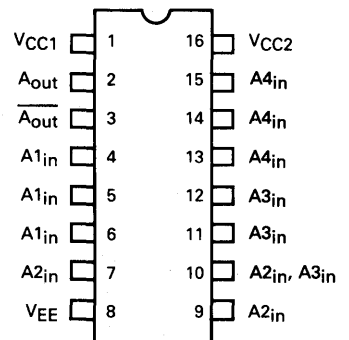 VCC1 1 16 VCC2
Aout 2 15 A4in
Aout 3 14 A4in
A1in 4 13 A4in
A1in 5 12 A3in
A1in 6 11 A3in
A2in 7 10 A2in, A3in
VEE 8 9 A2in